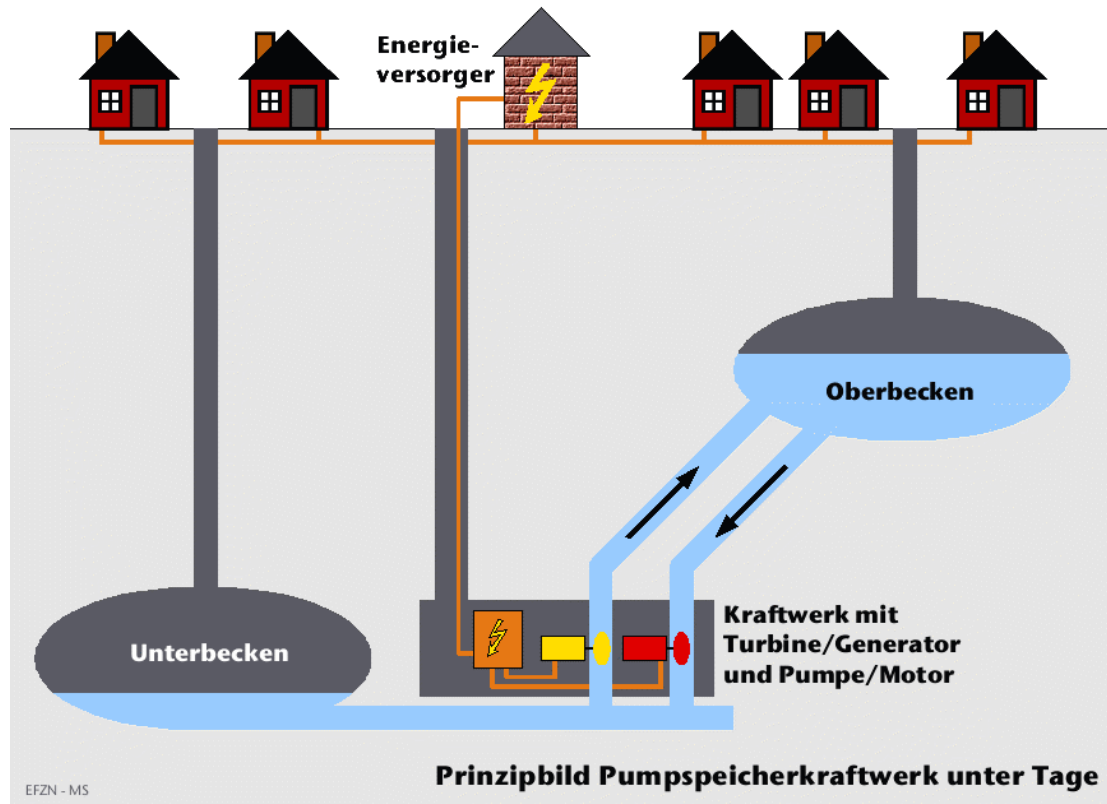 Energie-
versorger
Oberbecken
Unterbecken
Kraftwerk mit
Turbine/Generator
und Pumpe/Motor
Prinzipbild Pumpspeicherkraftwerk unter Tage
EFZN - MS